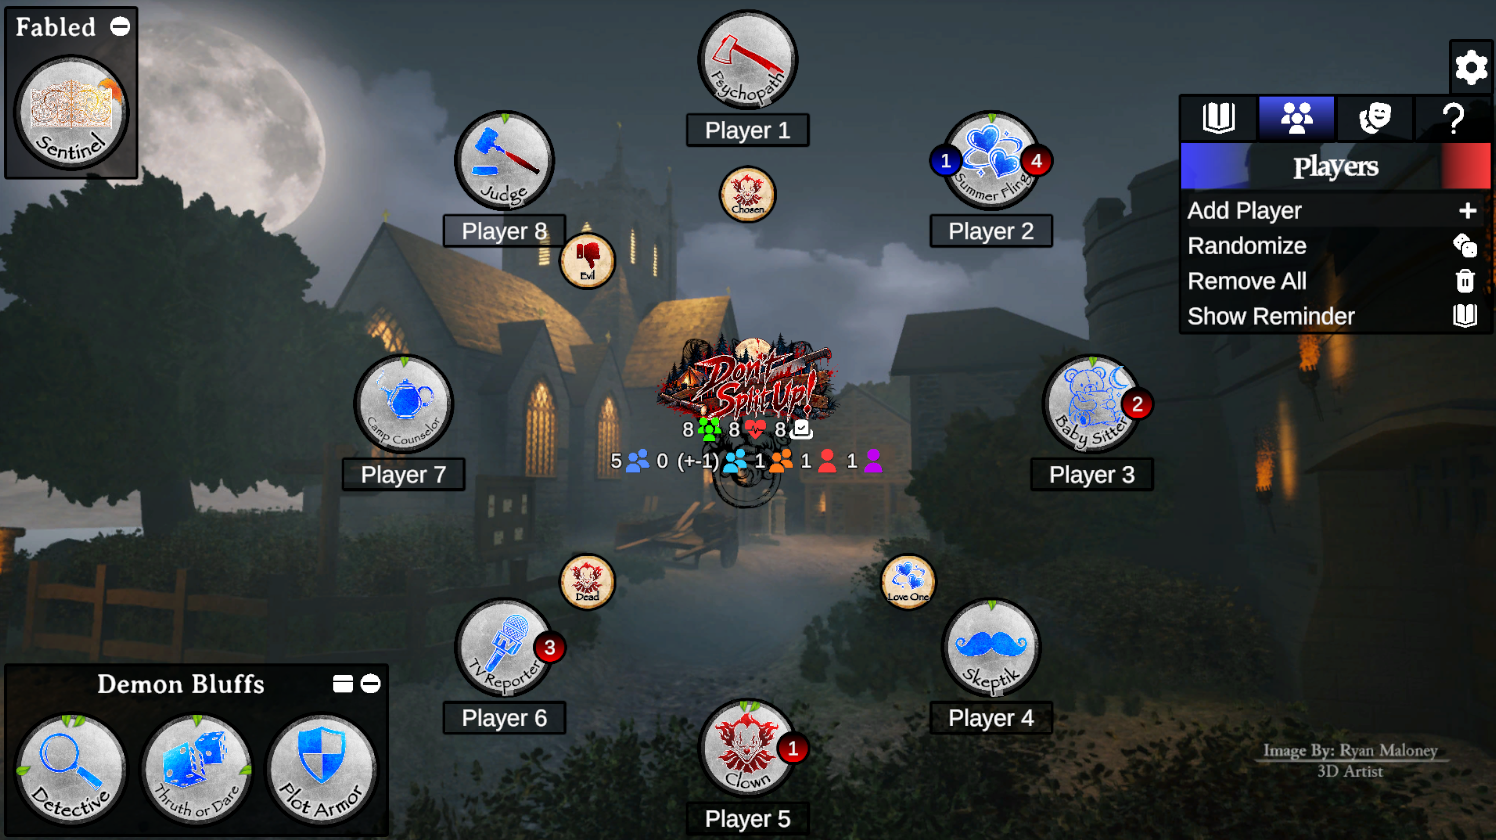 Fabled
Sentinel
Psychopath
Player 1
Chosen
Judge
Player 8
Evil
1
4
Summer Fling
Player 2
Players
Add Player
Randomize
Remove All
Show Reminder
Don't
Split Up!
8 8 8
5 0 (+-1) 1 1 1
Camp Counselor
Player 7
2
Baby Sitter
Player 3
Dead
Love One
3
TV Reporter
Player 6
Skeptik
Player 4
1
Clown
Player 5
Demon Bluffs
Detective
Thruth or Dare
Plot Armor
Image By: Ryan Maloney
3D Artist